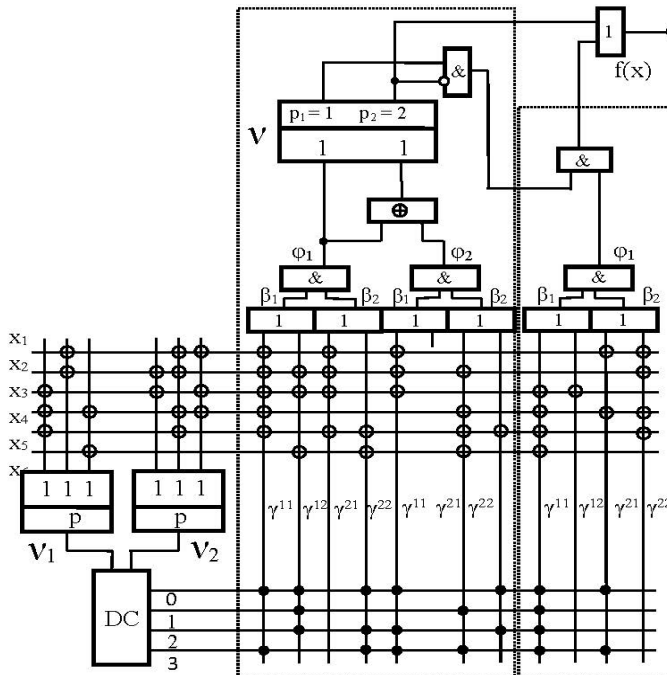 1
f(x)
&
p₁=1 p₂=2
ν
1 1
&
⊕
φ₁ φ₂ φ₁
& & &
β₁ β₂ β₁ β₂ β₁ β₂
1 1 1 1 1 1
x₁
x₂
x₃
x₄
x₅
1 1 1 1 1 1
p p
γ¹¹ γ¹² γ²¹ γ²² γ¹¹ γ²¹ γ²² γ¹¹ γ¹² γ²¹ γ²²
ν₁ ν₂
DC
0
1
2
3